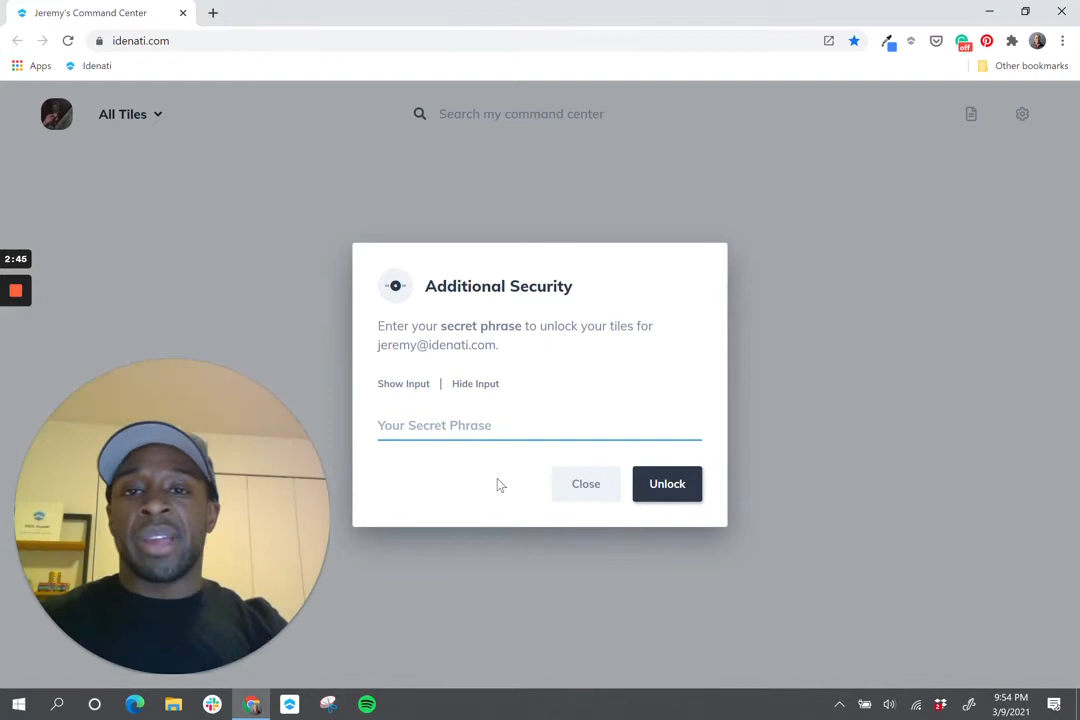 Jeremy's Command Center
idenati.com
off
Apps
Idenati
Other bookmarks
All Tiles
Search my command center
2:45
Additional Security
Enter your secret phrase to unlock your tiles for
jeremy@idenati.com.
Show Input | Hide Input
Your Secret Phrase
Close
Unlock
9:54 PM
3/9/2021